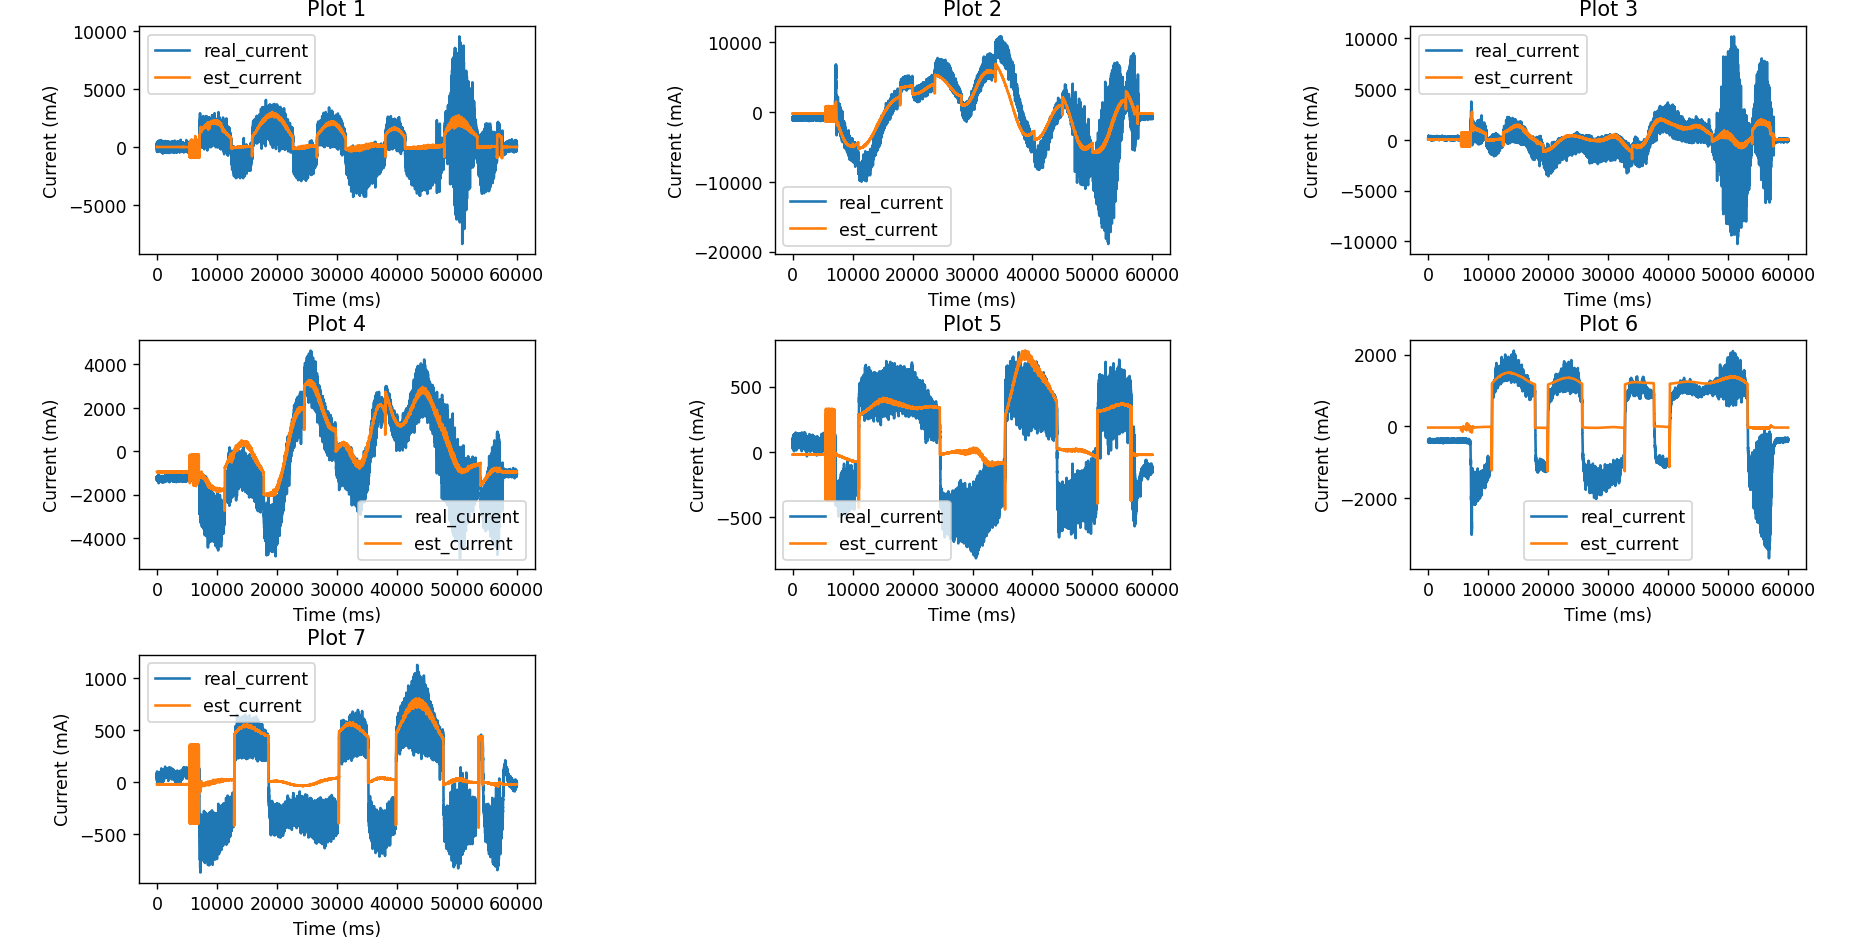 Plot 1
10000
5000
0
−5000
Current (mA)
real_current
est_current
0 10000 20000 30000 40000 50000 60000
Time (ms)
Plot 2
10000
0
−10000
−20000
Current (mA)
real_current
est_current
0 10000 20000 30000 40000 50000 60000
Time (ms)
Plot 3
10000
5000
0
−5000
−10000
Current (mA)
real_current
est_current
0 10000 20000 30000 40000 50000 60000
Time (ms)
Plot 4
4000
2000
0
−2000
−4000
Current (mA)
real_current
est_current
0 10000 20000 30000 40000 50000 60000
Time (ms)
Plot 5
500
0
−500
Current (mA)
real_current
est_current
0 10000 20000 30000 40000 50000 60000
Time (ms)
Plot 6
2000
0
−2000
Current (mA)
real_current
est_current
0 10000 20000 30000 40000 50000 60000
Time (ms)
Plot 7
1000
500
0
−500
Current (mA)
real_current
est_current
0 10000 20000 30000 40000 50000 60000
Time (ms)